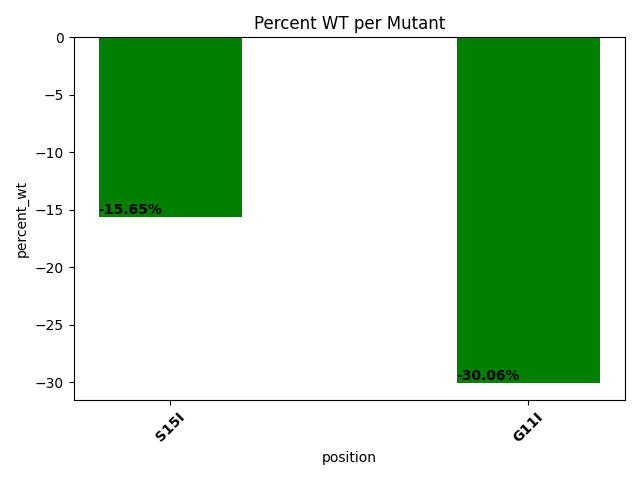 Percent WT per Mutant
percent_wt
0
−5
−10
−15
−20
−25
−30
-15.65%
-30.06%
S15I
G11I
position